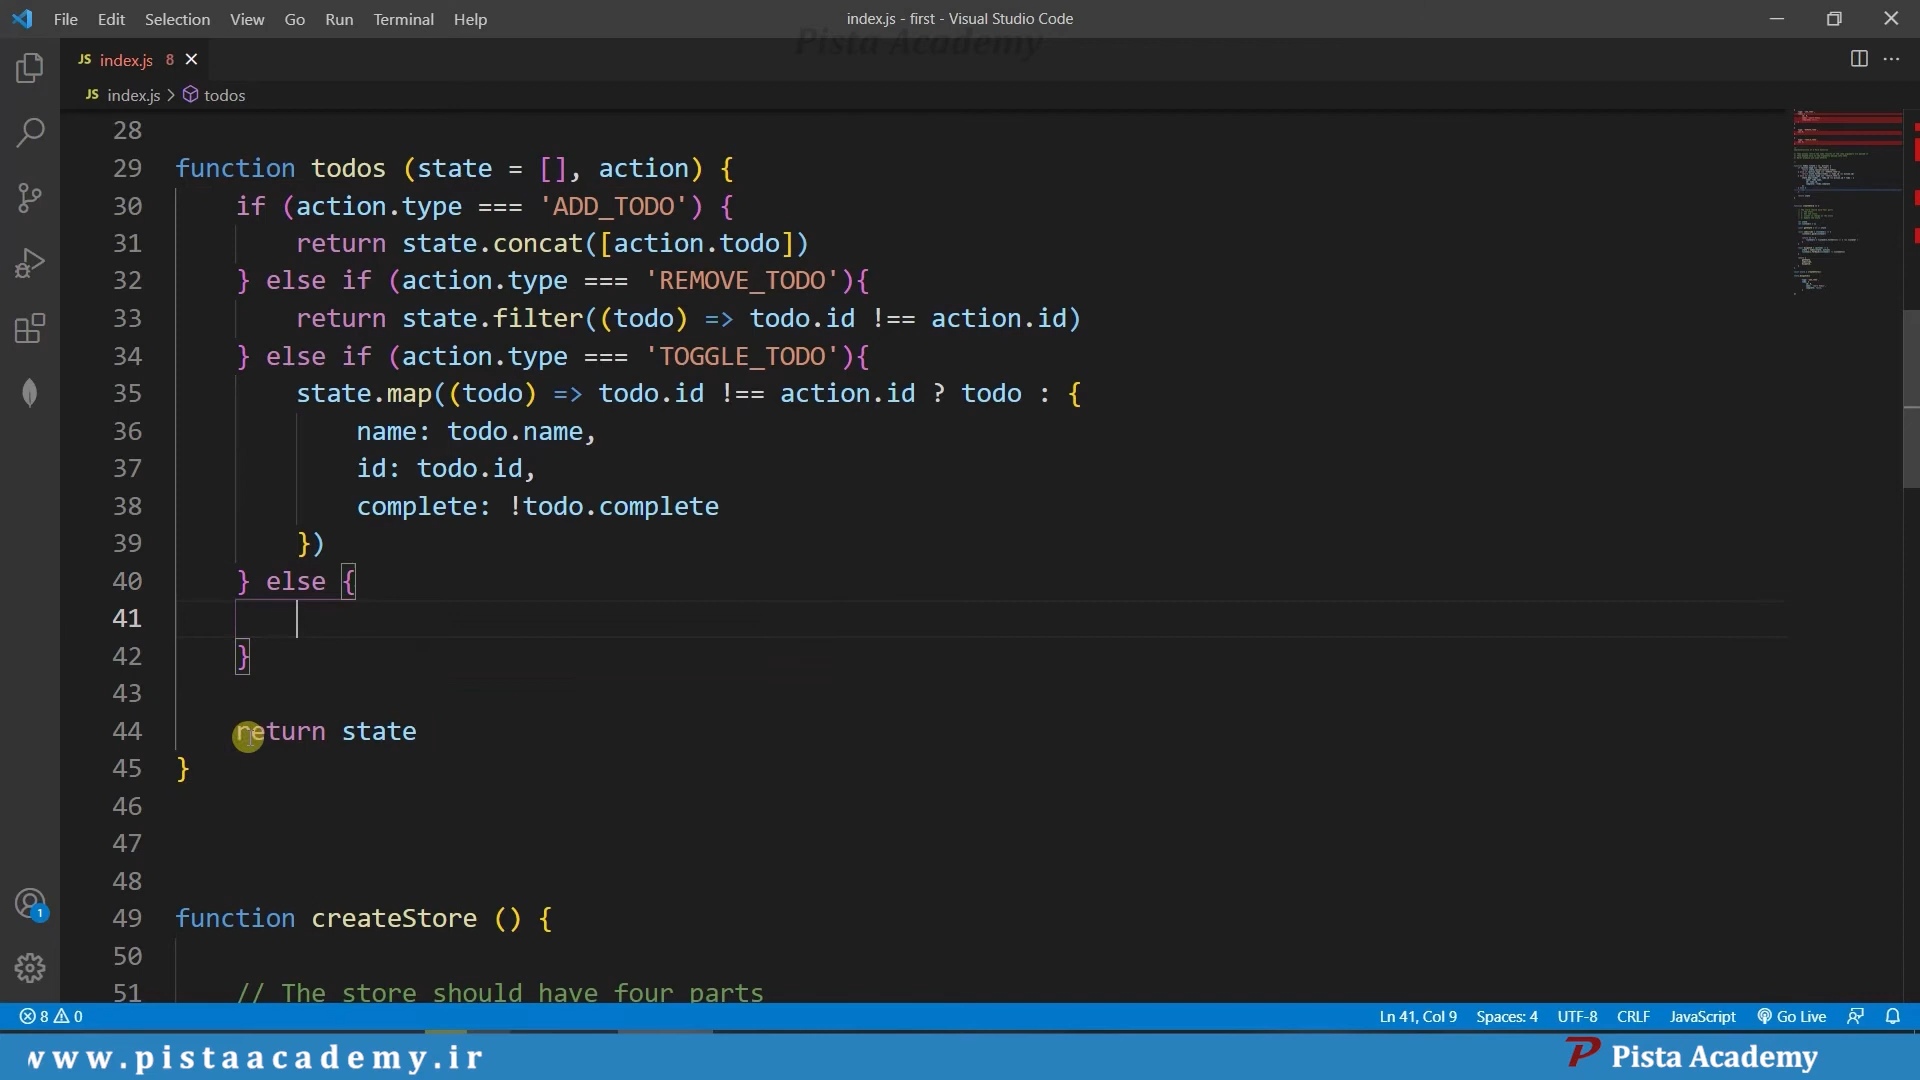 File Edit Selection View Go Run Terminal Help
index.js - first - Visual Studio Code
Pista Academy
JS index.js 8
JS index.js > todos
28
29 function todos (state = [], action) {
30 if (action.type === 'ADD_TODO') {
31 return state.concat([action.todo])
32 } else if (action.type === 'REMOVE_TODO'){
33 return state.filter((todo) => todo.id !== action.id)
34 } else if (action.type === 'TOGGLE_TODO'){
35 state.map((todo) => todo.id !== action.id ? todo : {
36 name: todo.name,
37 id: todo.id,
38 complete: !todo.complete
39 })
40 } else {
41
42 }
43
44 return state
45 }
46
47
48
49 function createStore () {
50
51 // The store should have four parts
1
8 0 Ln 41, Col 9 Spaces: 4 UTF-8 CRLF JavaScript Go Live
www.pistaacademy.ir
Pista Academy